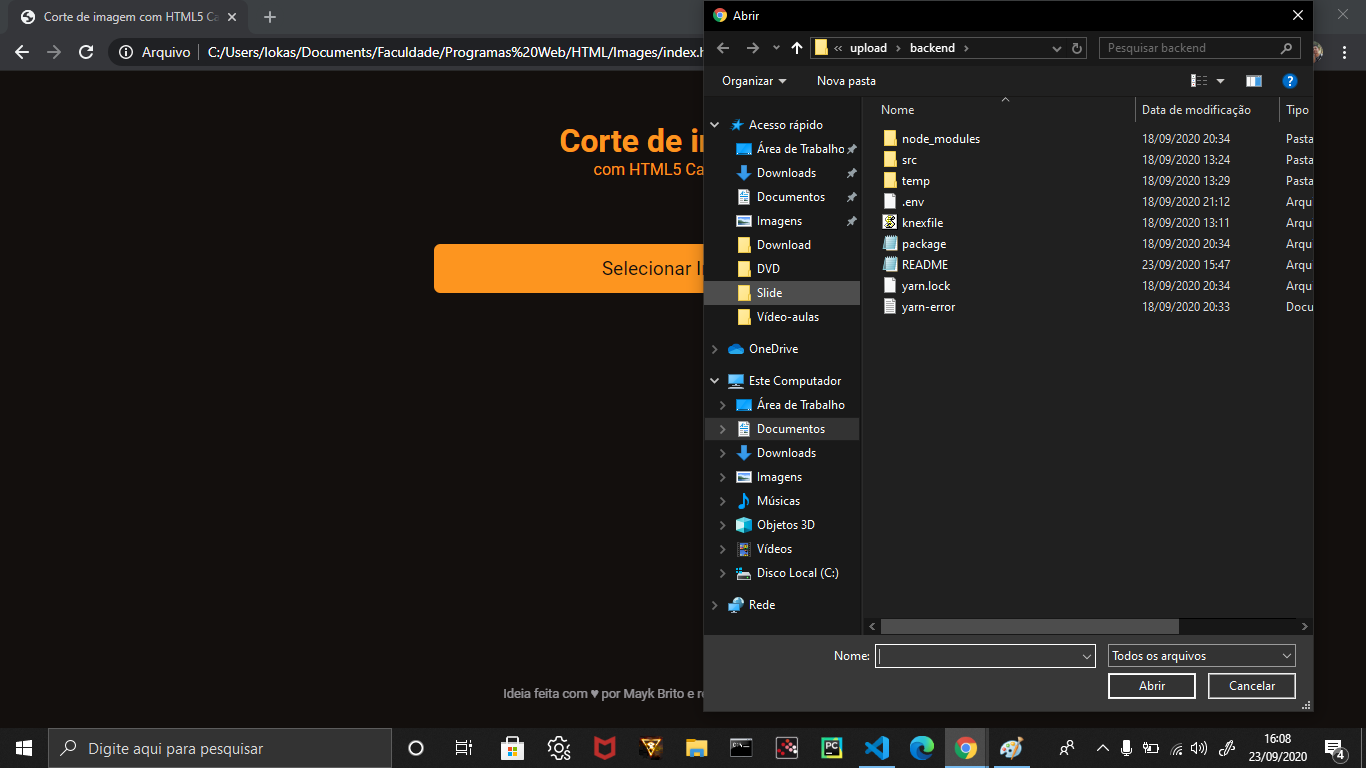 Corte de imagem com HTML5 Ca
Arquivo
C:/Users/lokas/Documents/Faculdade/Programas%20Web/HTML/Images/index.h
Corte de i
com HTML5 Ca
Selecionar I
Ideia feita com ♥ por Mayk Brito e r
Abrir
« upload › backend ›
Pesquisar backend
Organizar
Nova pasta
Acesso rápido
Área de Trabalho
Downloads
Documentos
Imagens
Download
DVD
Slide
Vídeo-aulas
OneDrive
Este Computador
Área de Trabalho
Documentos
Downloads
Imagens
Músicas
Objetos 3D
Vídeos
Disco Local (C:)
Rede
Nome Data de modificação Tipo
node_modules 18/09/2020 20:34 Pasta
src 18/09/2020 13:24 Pasta
temp 18/09/2020 13:29 Pasta
.env 18/09/2020 21:12 Arqu
knexfile 18/09/2020 13:11 Arqu
package 18/09/2020 20:34 Arqu
README 23/09/2020 15:47 Arqu
yarn.lock 18/09/2020 20:34 Arqu
yarn-error 18/09/2020 20:33 Docu
Nome:
Todos os arquivos
Abrir
Cancelar
Digite aqui para pesquisar
PC
16:08
23/09/2020
4